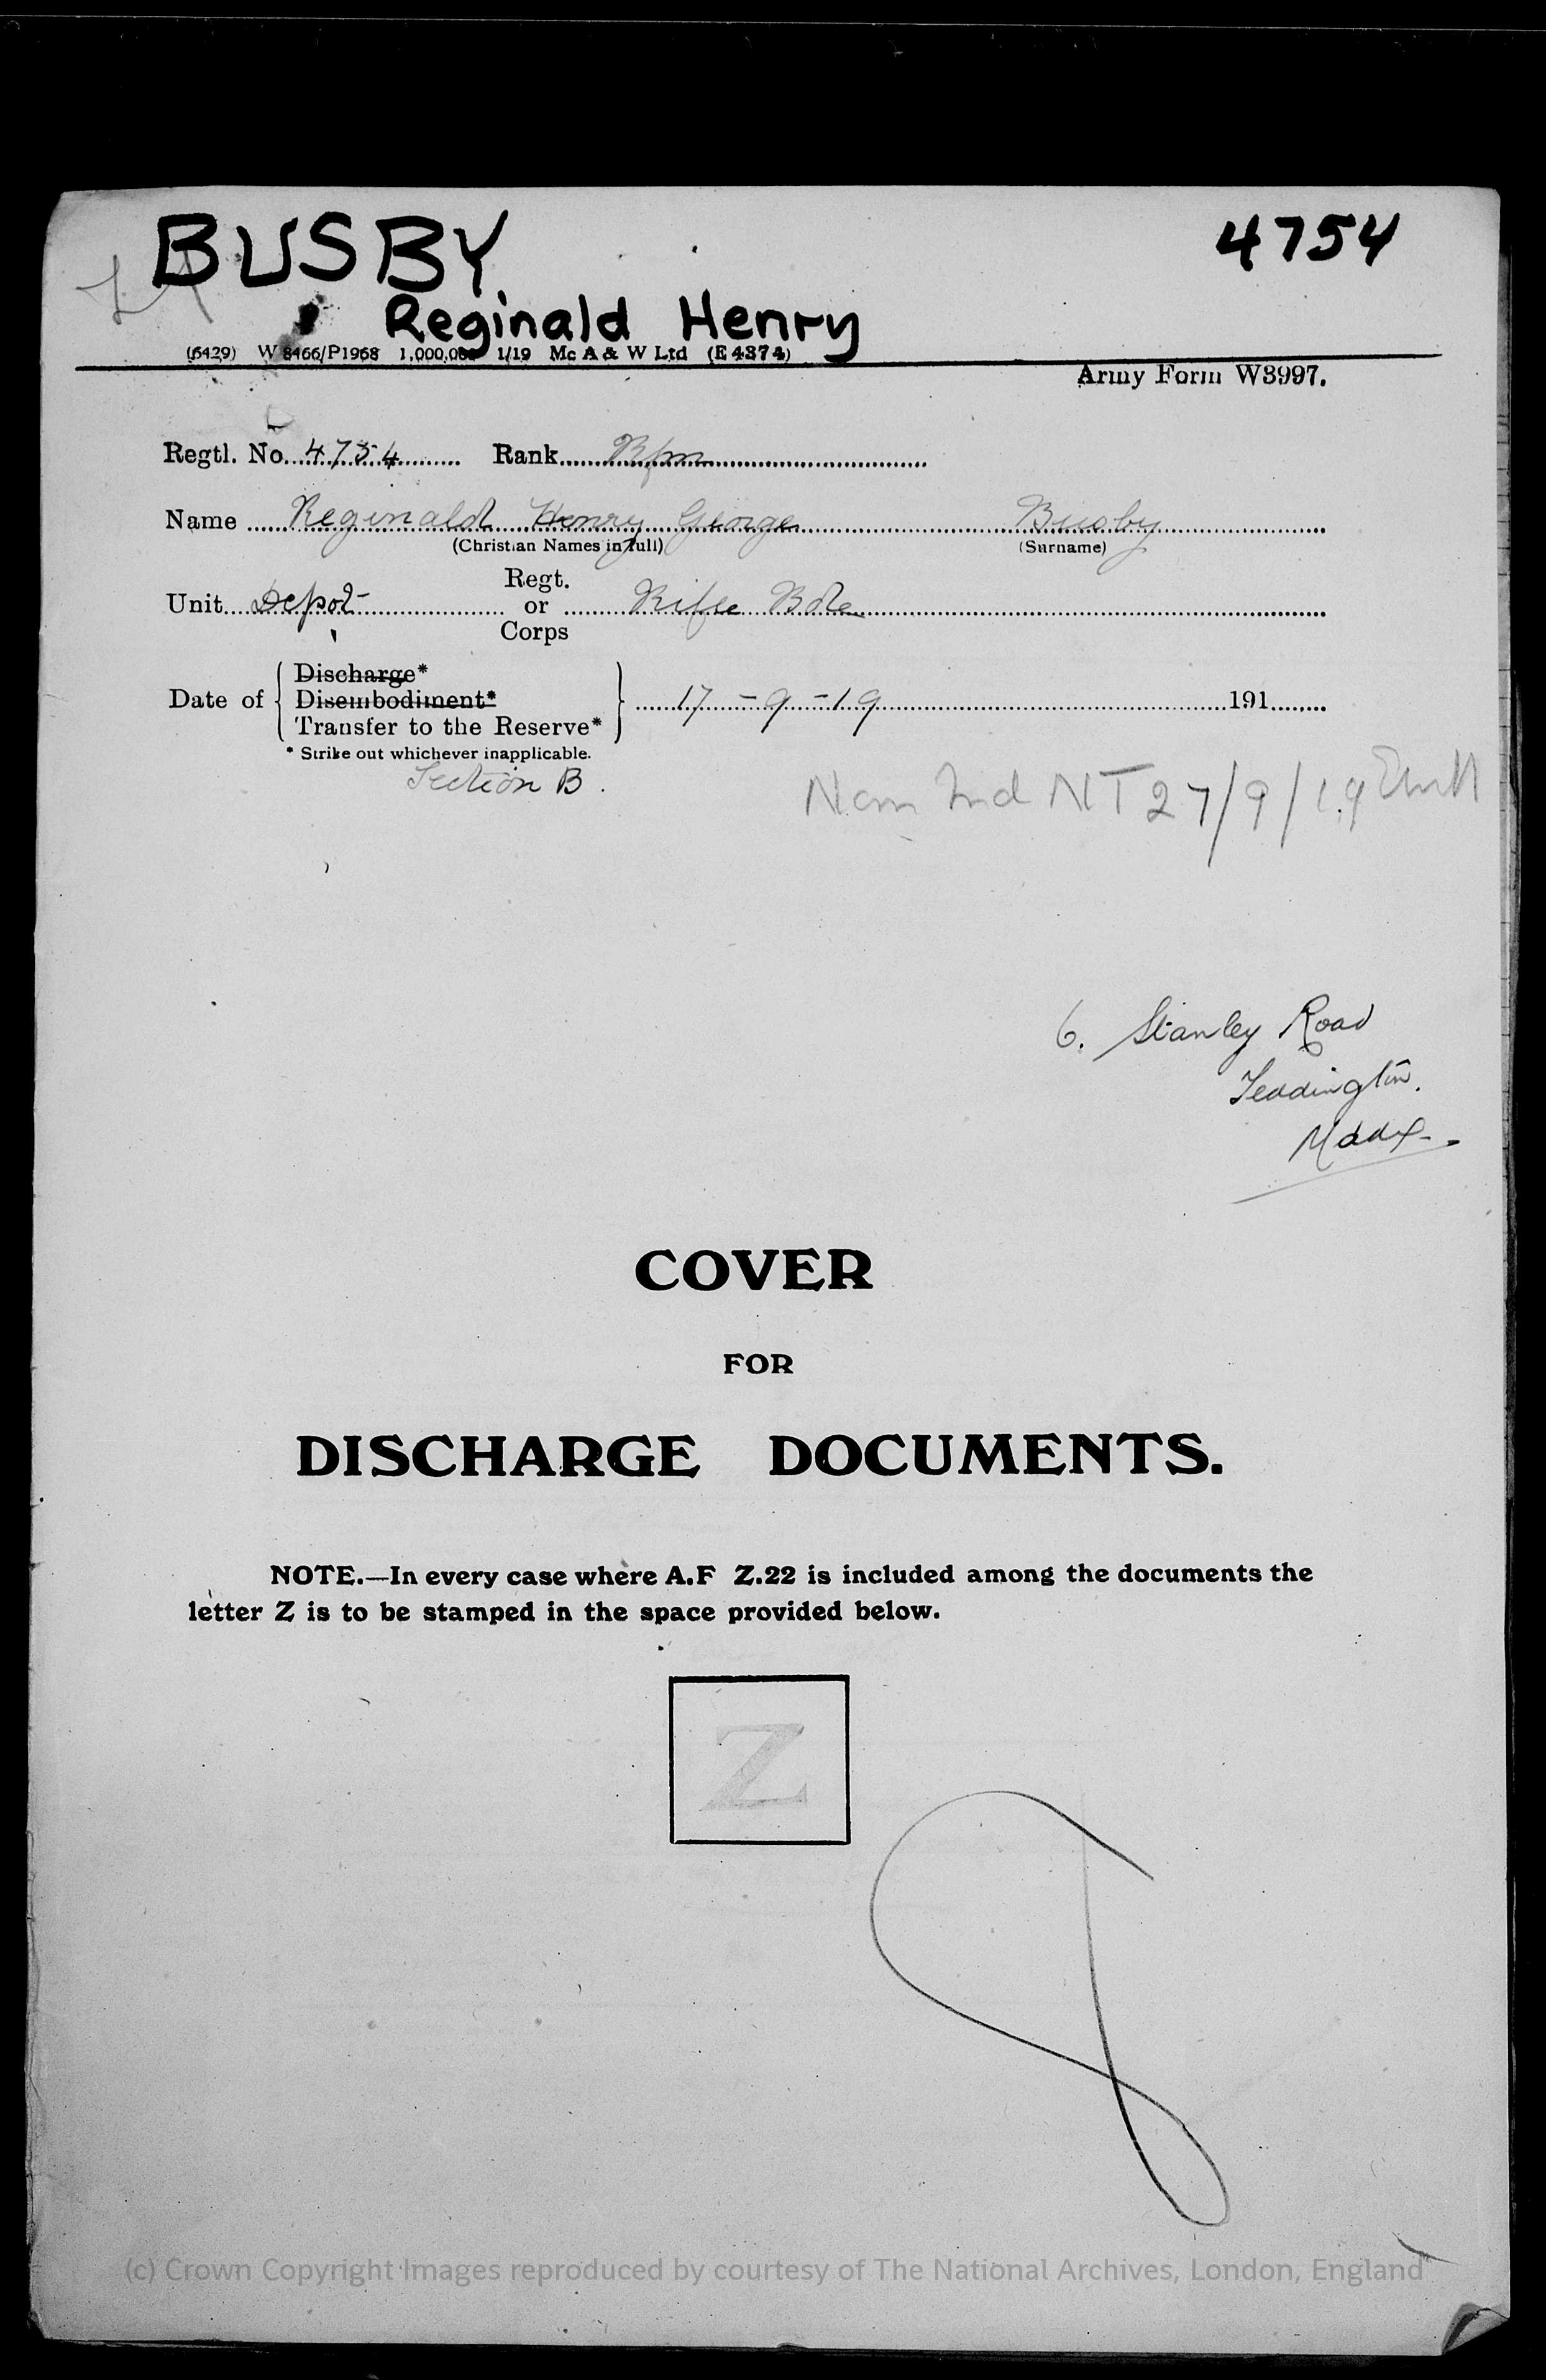 BUSBY 4754
Reginald Henry
(6429) W 8466/P1968 1,000,000 1/19 Mc A & W Ltd (E 4374)
Army Form W3997.
Regtl. No. 4754 Rank Rfm
Name Reginald Henry George Busby
(Christian Names in full) (Surname)
Regt.
Unit Depot or Rifle Bde
Corps
Discharge*
Date of Disembodiment* 17-9-19 191
Transfer to the Reserve*
* Strike out whichever inapplicable.
Section B.
27/9/19
6. Stanley Road
Teddington.
Middx.
COVER
FOR
DISCHARGE DOCUMENTS.
NOTE.—In every case where A.F Z.22 is included among the documents the
letter Z is to be stamped in the space provided below.
Z
(c) Crown Copyright Images reproduced by courtesy of The National Archives, London, England